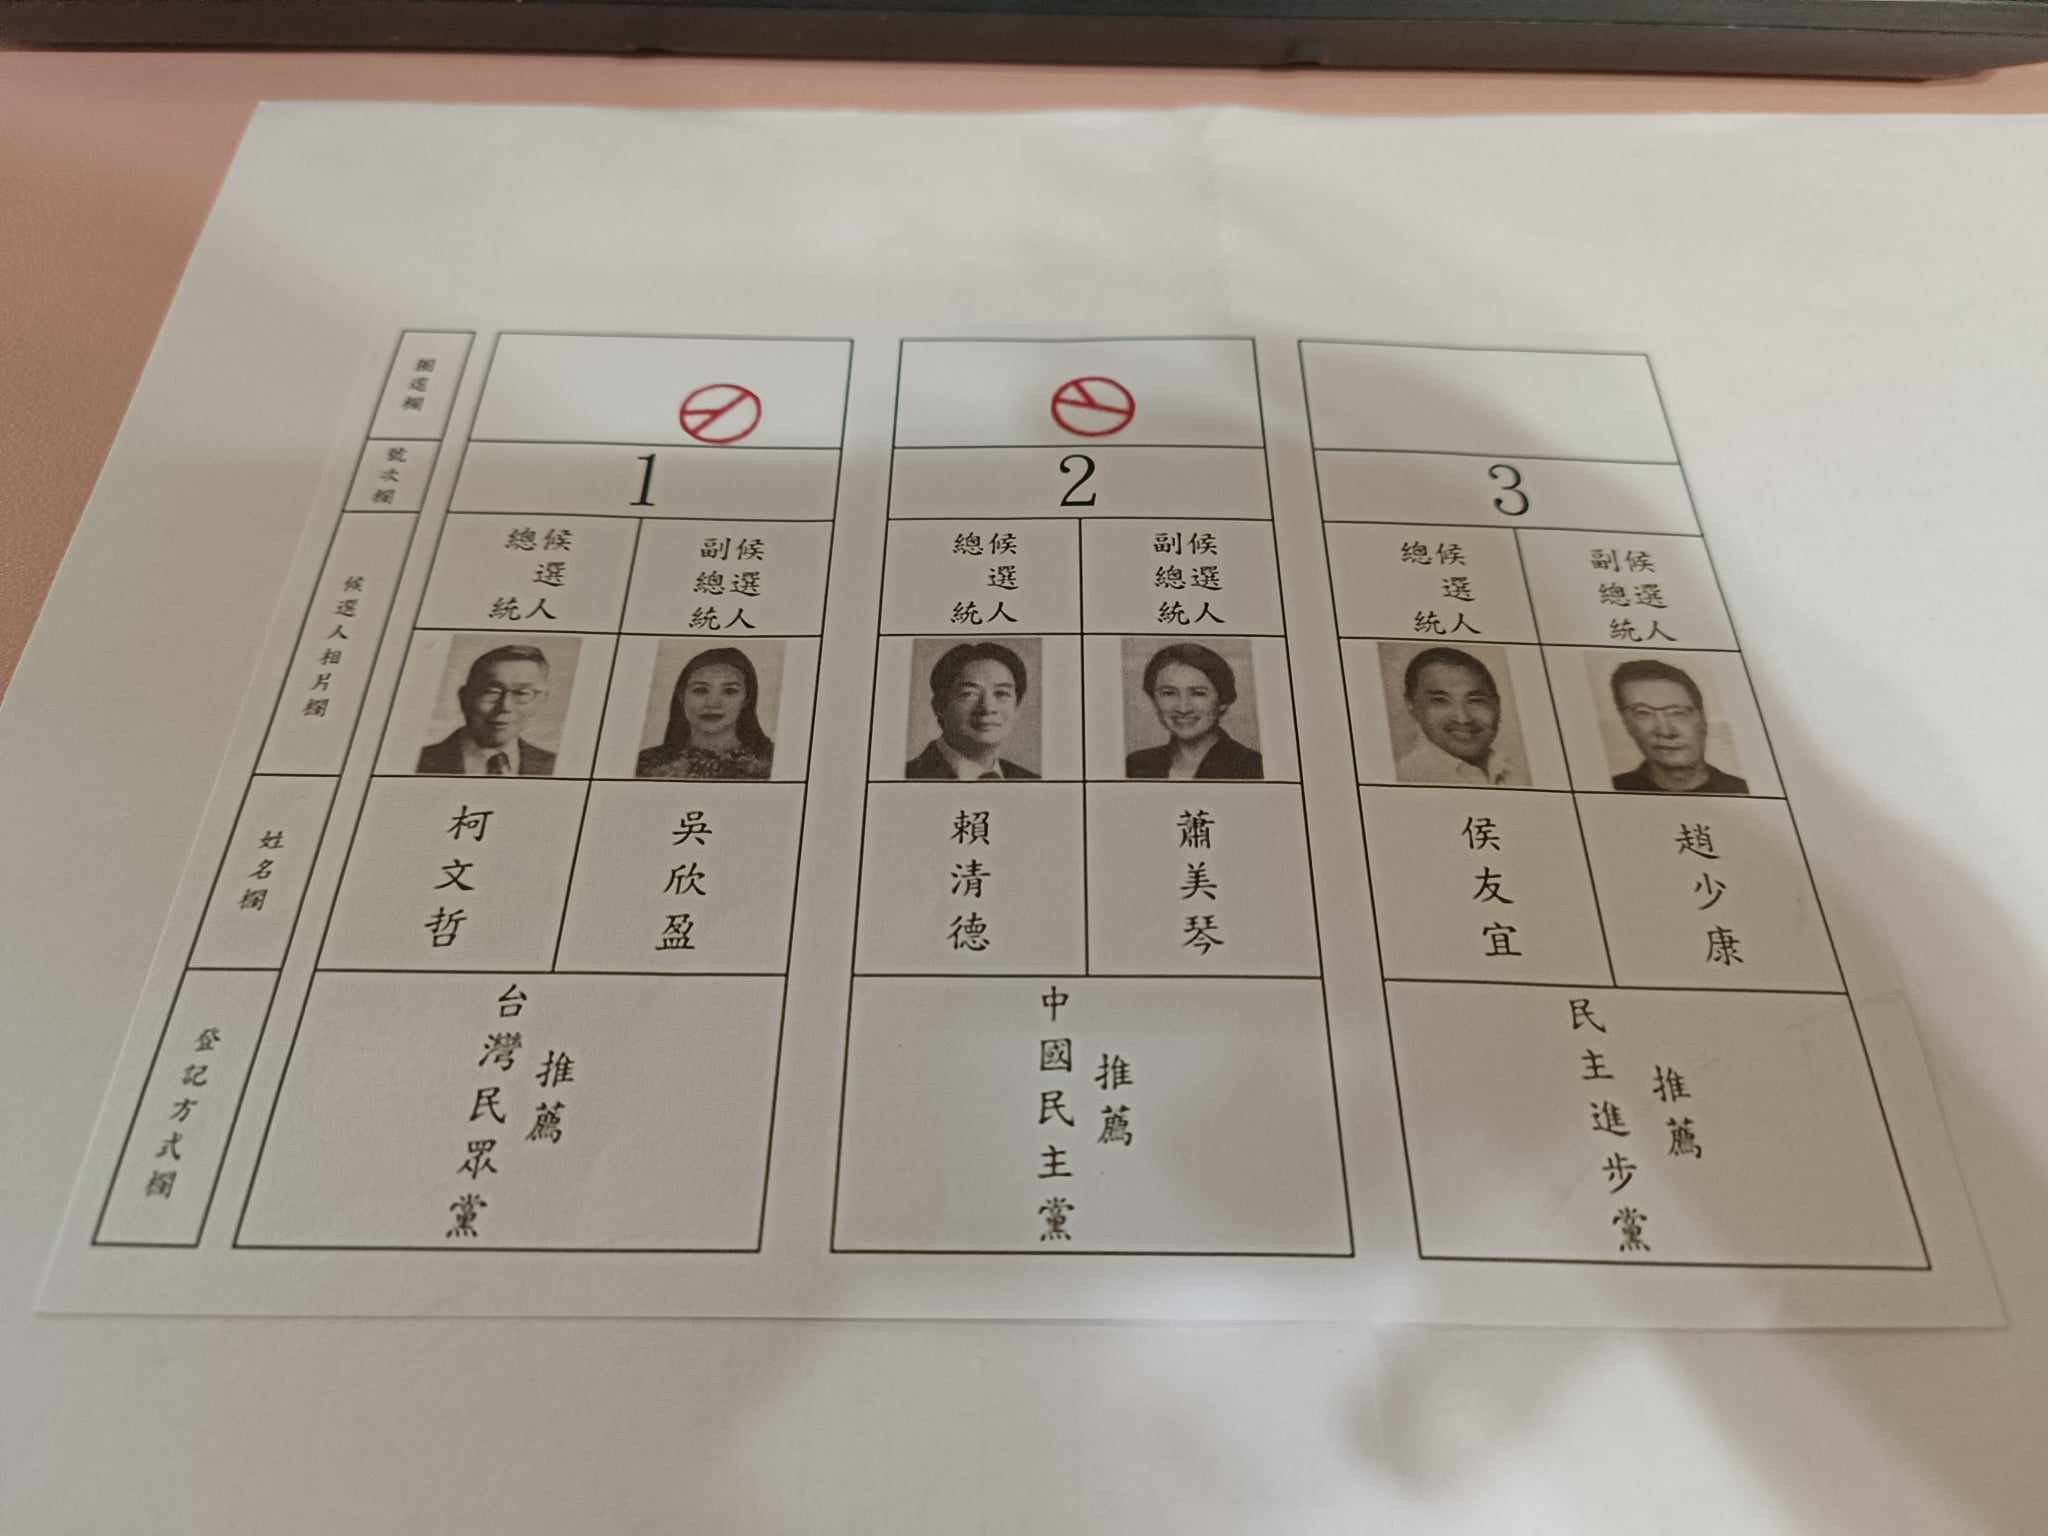 圈選欄
號次欄
候選人相片欄
姓名欄
登記方式欄
1
總統
候選人
副總統
候選人
柯文哲
吳欣盈
台灣民眾黨
推薦
2
總統
候選人
副總統
候選人
賴清德
蕭美琴
中國民主黨
推薦
3
總統
候選人
副總統
候選人
侯友宜
趙少康
民主進步黨
推薦